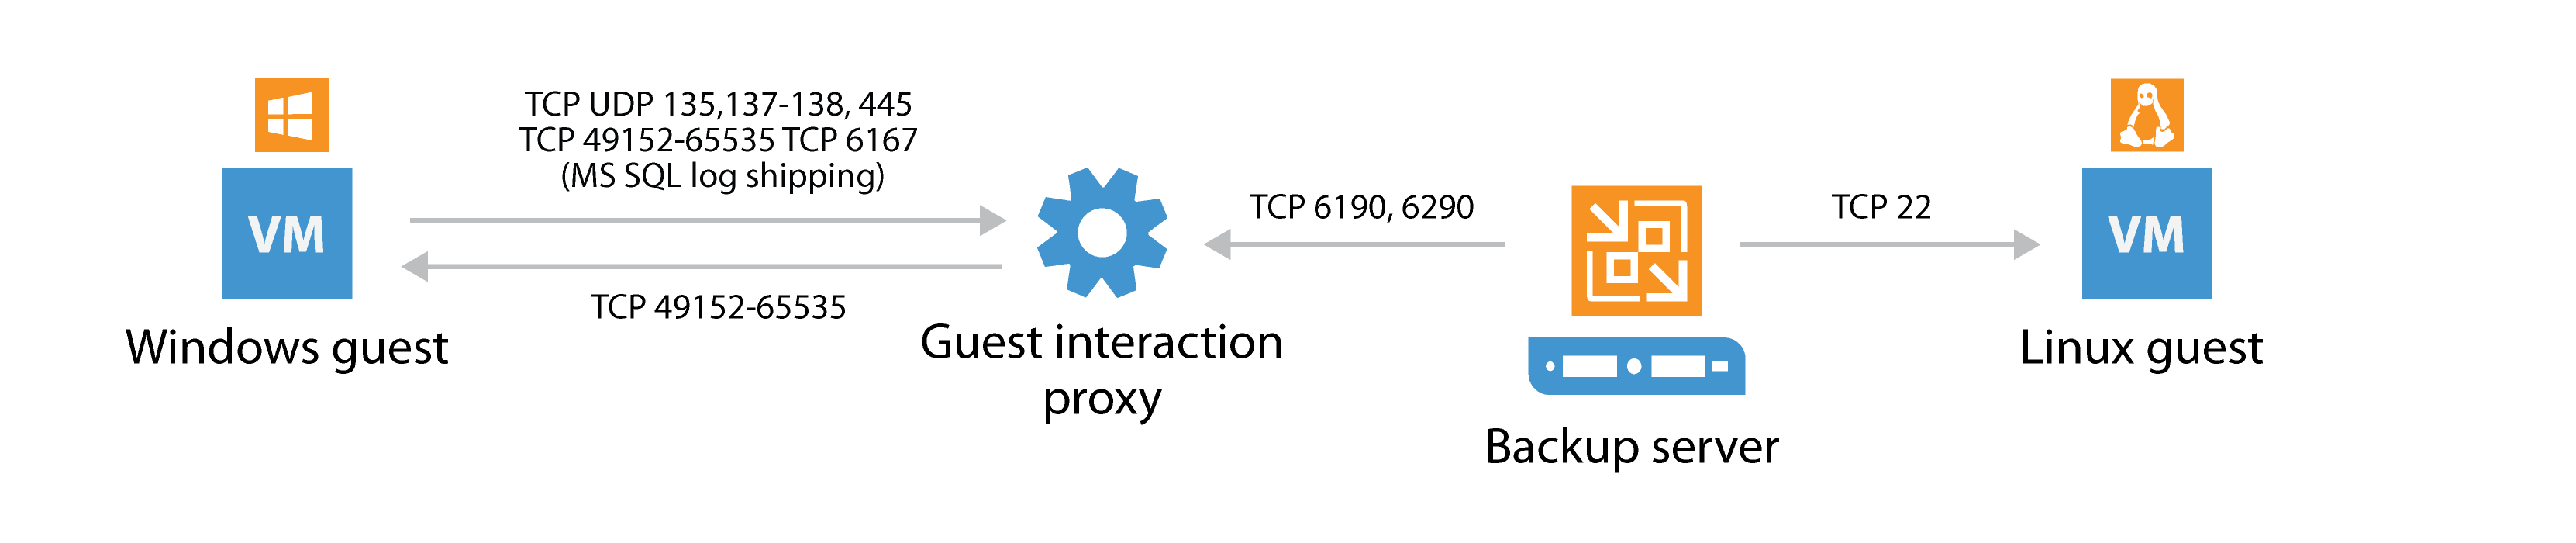 TCP UDP 135,137-138, 445
TCP 49152-65535 TCP 6167
(MS SQL log shipping)
VM
TCP 49152-65535
Windows guest
Guest interaction
proxy
TCP 6190, 6290
Backup server
TCP 22
VM
Linux guest